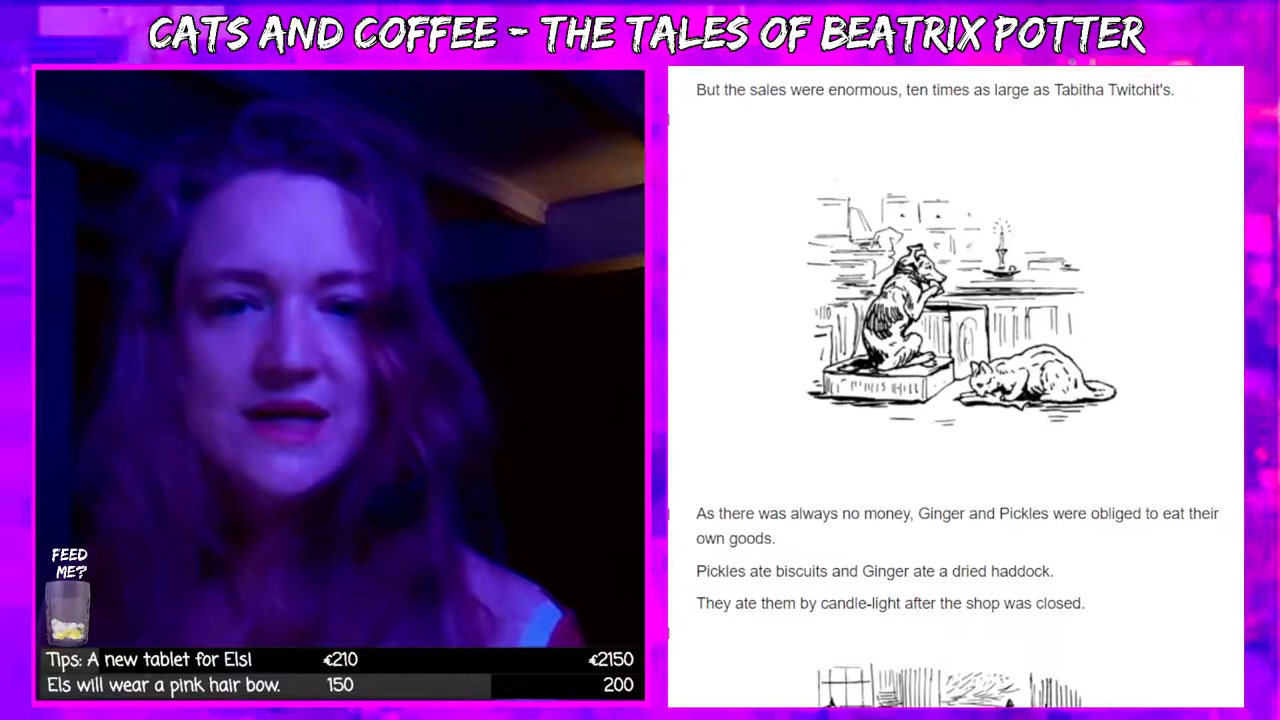 CATS AND COFFEE - THE TALES OF BEATRIX POTTER
But the sales were enormous, ten times as large as Tabitha Twitchit's.
As there was always no money, Ginger and Pickles were obliged to eat their
own goods.
Pickles ate biscuits and Ginger ate a dried haddock.
They ate them by candle-light after the shop was closed.
FEED
ME?
Tips: A new tablet for Els! €210 €2150
Els will wear a pink hair bow. 150 200